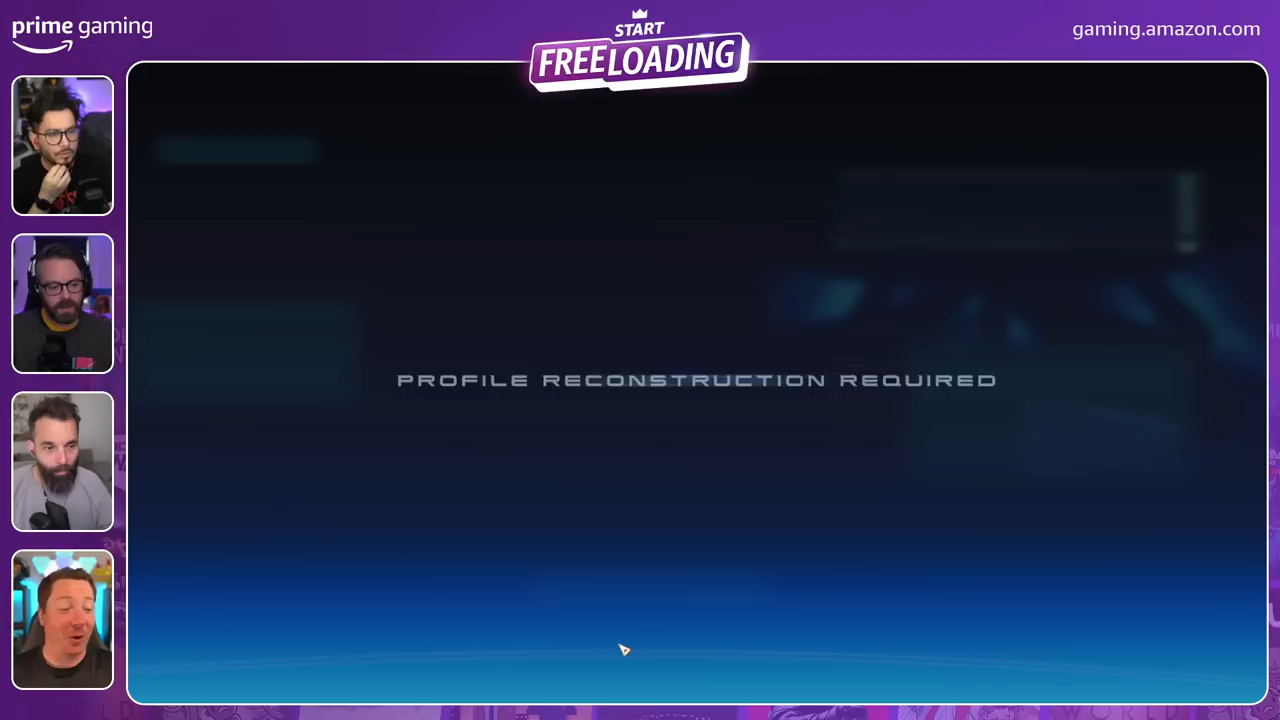 prime gaming
START
FREELOADING
gaming.amazon.com
PROFILE RECONSTRUCTION REQUIRED